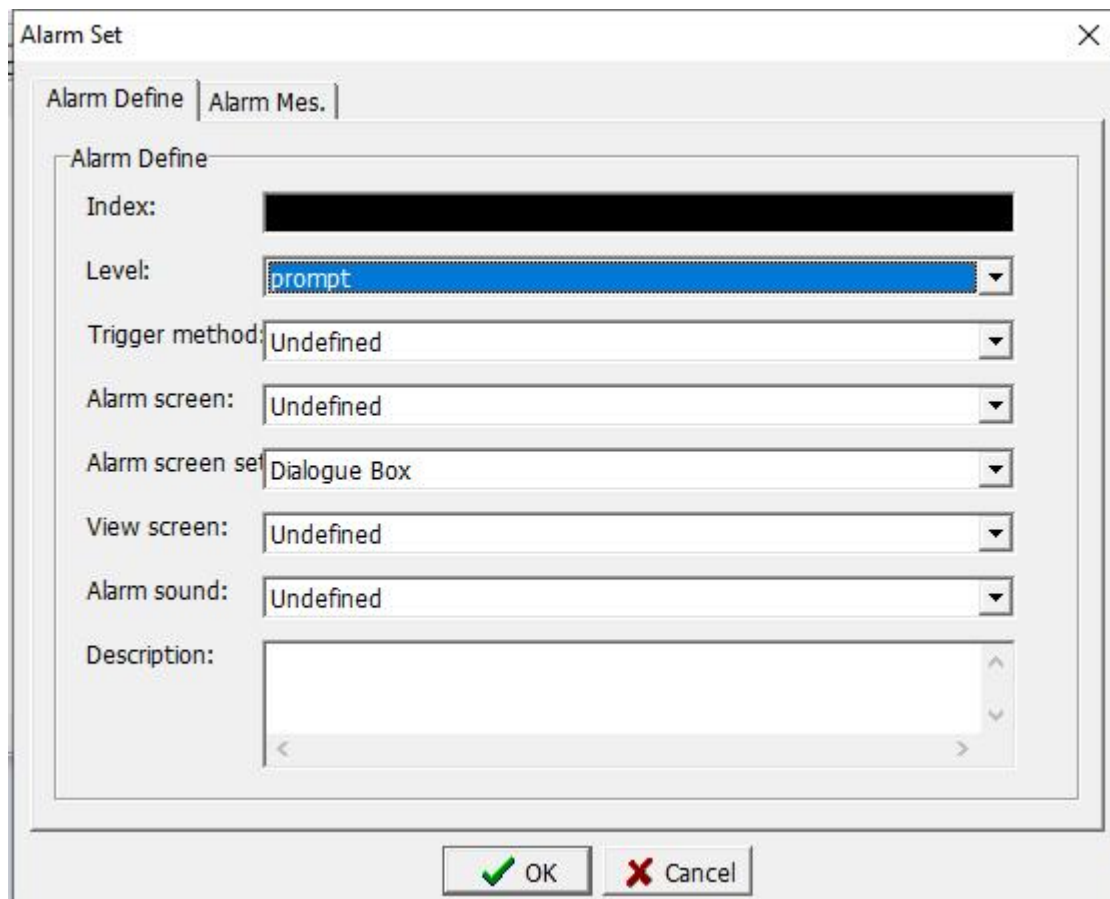 Alarm Set
Alarm Define
Alarm Mes.
Alarm Define
Index:
Level: prompt
Trigger method: Undefined
Alarm screen: Undefined
Alarm screen set Dialogue Box
View screen: Undefined
Alarm sound: Undefined
Description:
OK
Cancel